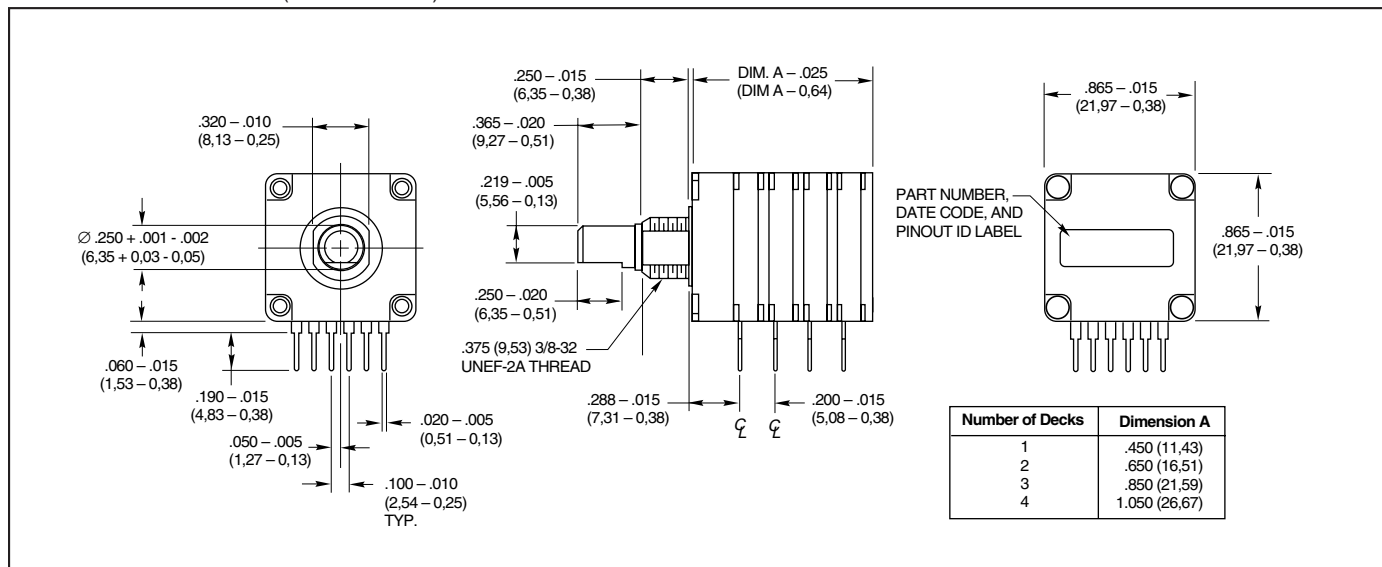 .320 – .010
(8,13 – 0,25)
Ø .250 + .001 - .002
(6,35 + 0,03 - 0,05)
.060 – .015
(1,53 – 0,38)
.190 – .015
(4,83 – 0,38)
.050 – .005
(1,27 – 0,13)
.020 – .005
(0,51 – 0,13)
.100 – .010
(2,54 – 0,25)
TYP.
.250 – .015
(6,35 – 0,38)
.365 – .020
(9,27 – 0,51)
.219 – .005
(5,56 – 0,13)
.250 – .020
(6,35 – 0,51)
.375 (9,53) 3/8-32
UNEF-2A THREAD
DIM. A – .025
(DIM A – 0,64)
.288 – .015
(7,31 – 0,38)
.200 – .015
(5,08 – 0,38)
.865 – .015
(21,97 – 0,38)
PART NUMBER,
DATE CODE, AND
PINOUT ID LABEL
.865 – .015
(21,97 – 0,38)
Number of Decks Dimension A
1 .450 (11,43)
2 .650 (16,51)
3 .850 (21,59)
4 1.050 (26,67)